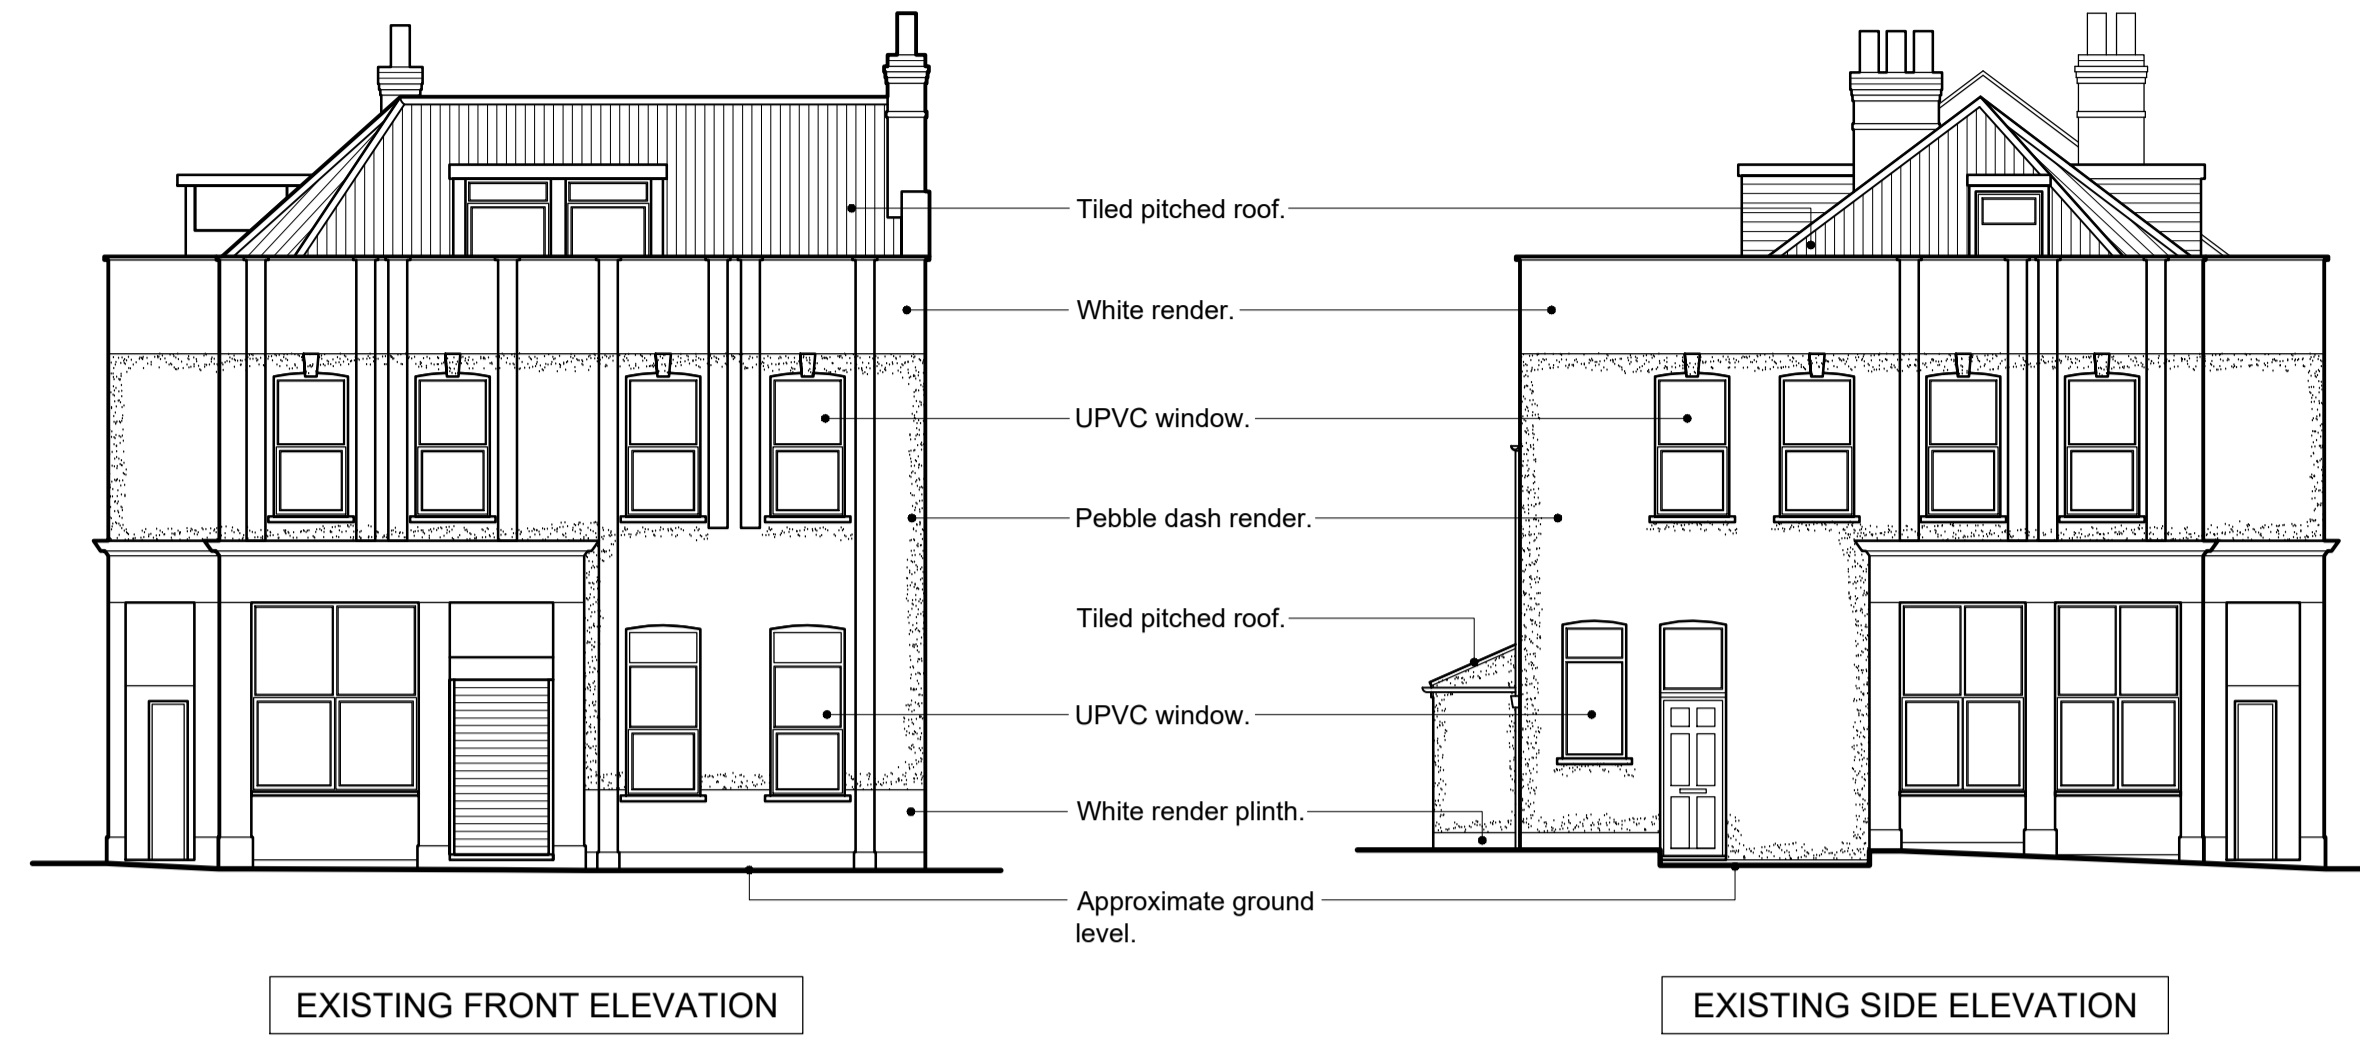 Tiled pitched roof.
White render.
UPVC window.
Pebble dash render.
Tiled pitched roof.
UPVC window.
White render plinth.
Approximate ground
level.
EXISTING FRONT ELEVATION
EXISTING SIDE ELEVATION